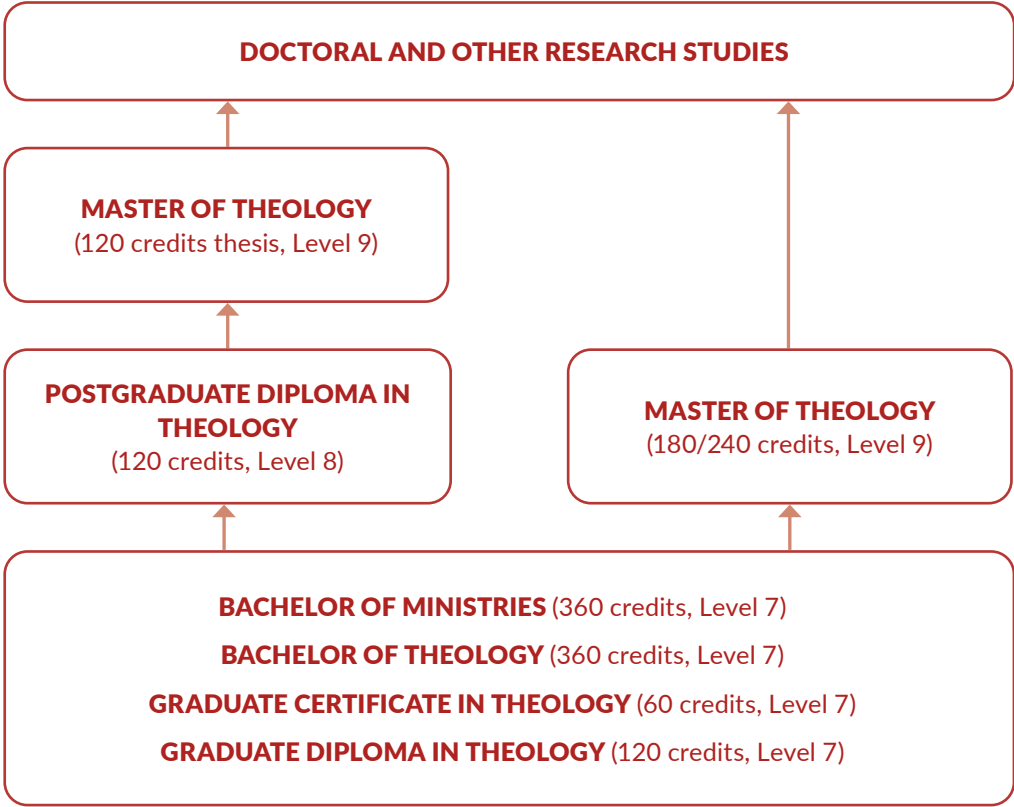 DOCTORAL AND OTHER RESEARCH STUDIES
MASTER OF THEOLOGY
(120 credits thesis, Level 9)
POSTGRADUATE DIPLOMA IN
THEOLOGY
(120 credits, Level 8)
MASTER OF THEOLOGY
(180/240 credits, Level 9)
BACHELOR OF MINISTRIES (360 credits, Level 7)
BACHELOR OF THEOLOGY (360 credits, Level 7)
GRADUATE CERTIFICATE IN THEOLOGY (60 credits, Level 7)
GRADUATE DIPLOMA IN THEOLOGY (120 credits, Level 7)